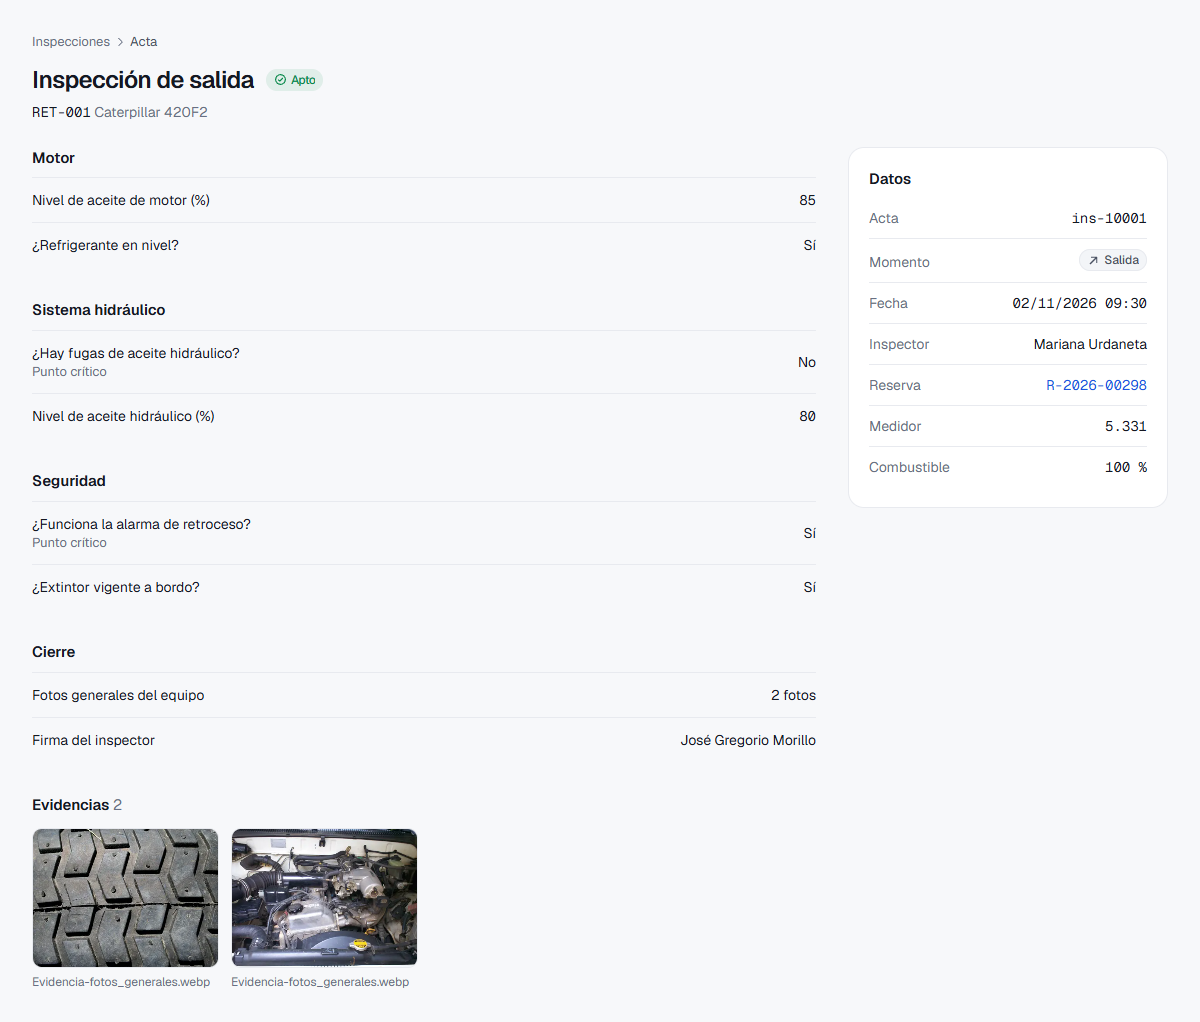 Inspecciones > Acta
Inspección de salida
Apto
RET-001 Caterpillar 420F2
Motor
Nivel de aceite de motor (%) 85
¿Refrigerante en nivel? Sí
Sistema hidráulico
¿Hay fugas de aceite hidráulico? No
Punto crítico
Nivel de aceite hidráulico (%) 80
Seguridad
¿Funciona la alarma de retroceso? Sí
Punto crítico
¿Extintor vigente a bordo? Sí
Cierre
Fotos generales del equipo 2 fotos
Firma del inspector José Gregorio Morillo
Evidencias 2
Evidencia-fotos_generales.webp
Evidencia-fotos_generales.webp
Datos
Acta ins-10001
Momento Salida
Fecha 02/11/2026 09:30
Inspector Mariana Urdaneta
Reserva R-2026-00298
Medidor 5.331
Combustible 100 %